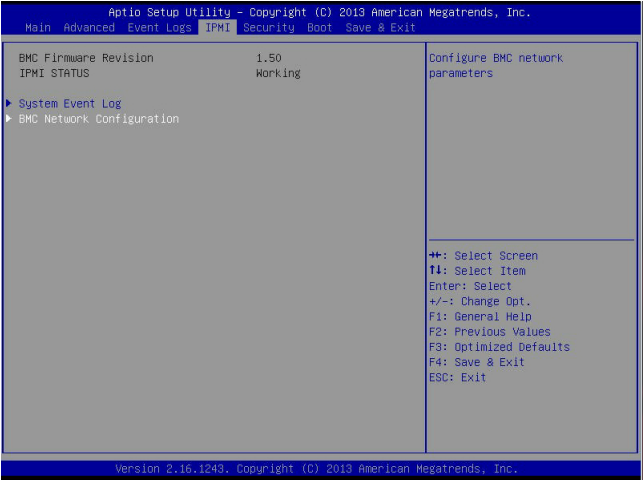 Aptio Setup Utility – Copyright (C) 2013 American Megatrends, Inc.
Main Advanced Event Logs IPMI Security Boot Save & Exit
BMC Firmware Revision 1.50
IPMI STATUS Working
System Event Log
BMC Network Configuration
Configure BMC network
parameters
→←: Select Screen
↑↓: Select Item
Enter: Select
+/-: Change Opt.
F1: General Help
F2: Previous Values
F3: Optimized Defaults
F4: Save & Exit
ESC: Exit
Version 2.16.1243. Copyright (C) 2013 American Megatrends, Inc.